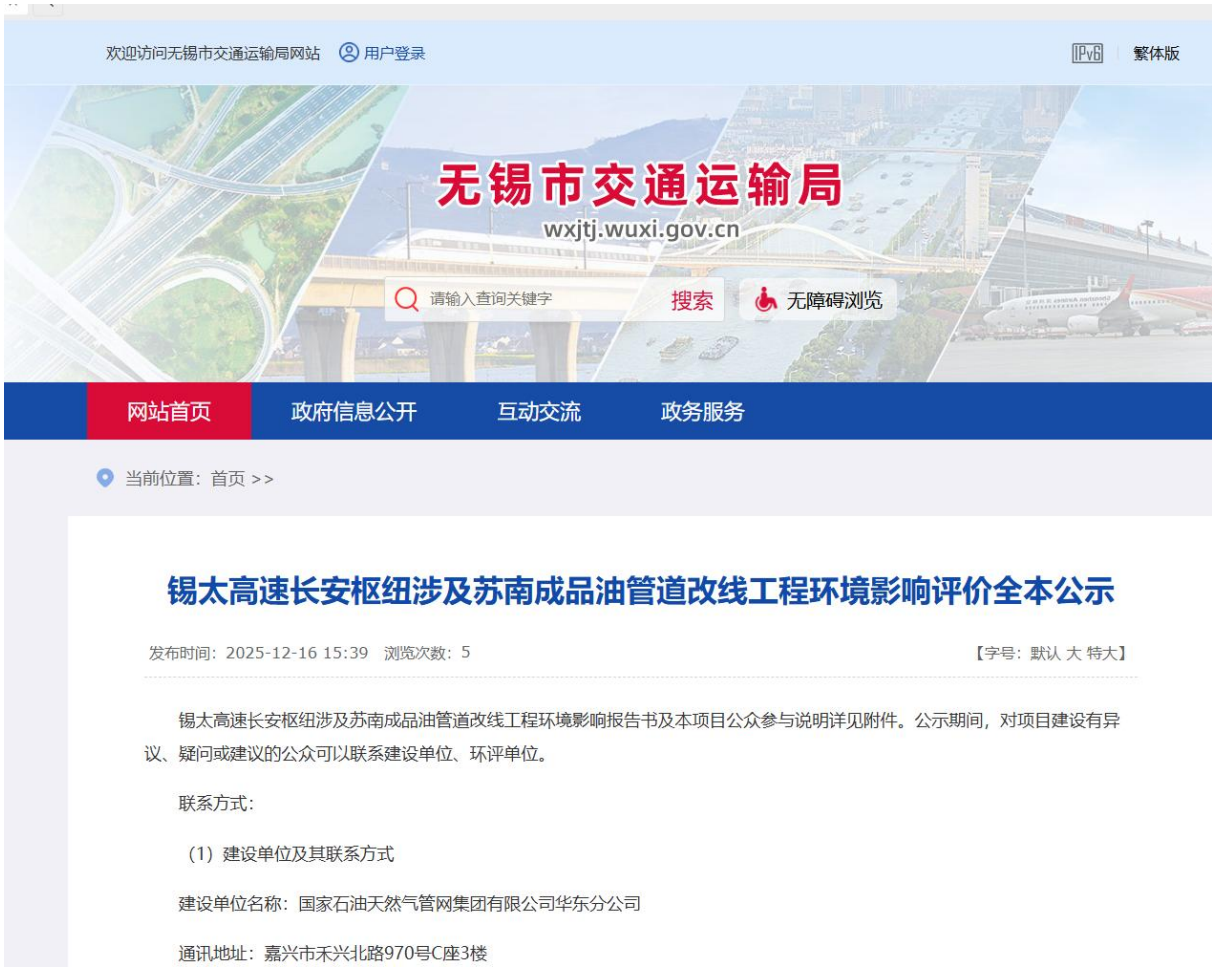 欢迎访问无锡市交通运输局网站 用户登录 IPv6 繁体版
无锡市交通运输局
wxjtj.wuxi.gov.cn
请输入查询关键字 搜索 无障碍浏览
网站首页 政府信息公开 互动交流 政务服务
当前位置：首页 >>
锡太高速长安枢纽涉及苏南成品油管道改线工程环境影响评价全本公示
发布时间：2025-12-16 15:39 浏览次数：5 【字号：默认 大 特大】
锡太高速长安枢纽涉及苏南成品油管道改线工程环境影响报告书及本项目公众参与说明详见附件。公示期间，对项目建设有异
议、疑问或建议的公众可以联系建设单位、环评单位。
联系方式：
（1）建设单位及其联系方式
建设单位名称：国家石油天然气管网集团有限公司华东分公司
通讯地址：嘉兴市禾兴北路970号C座3楼